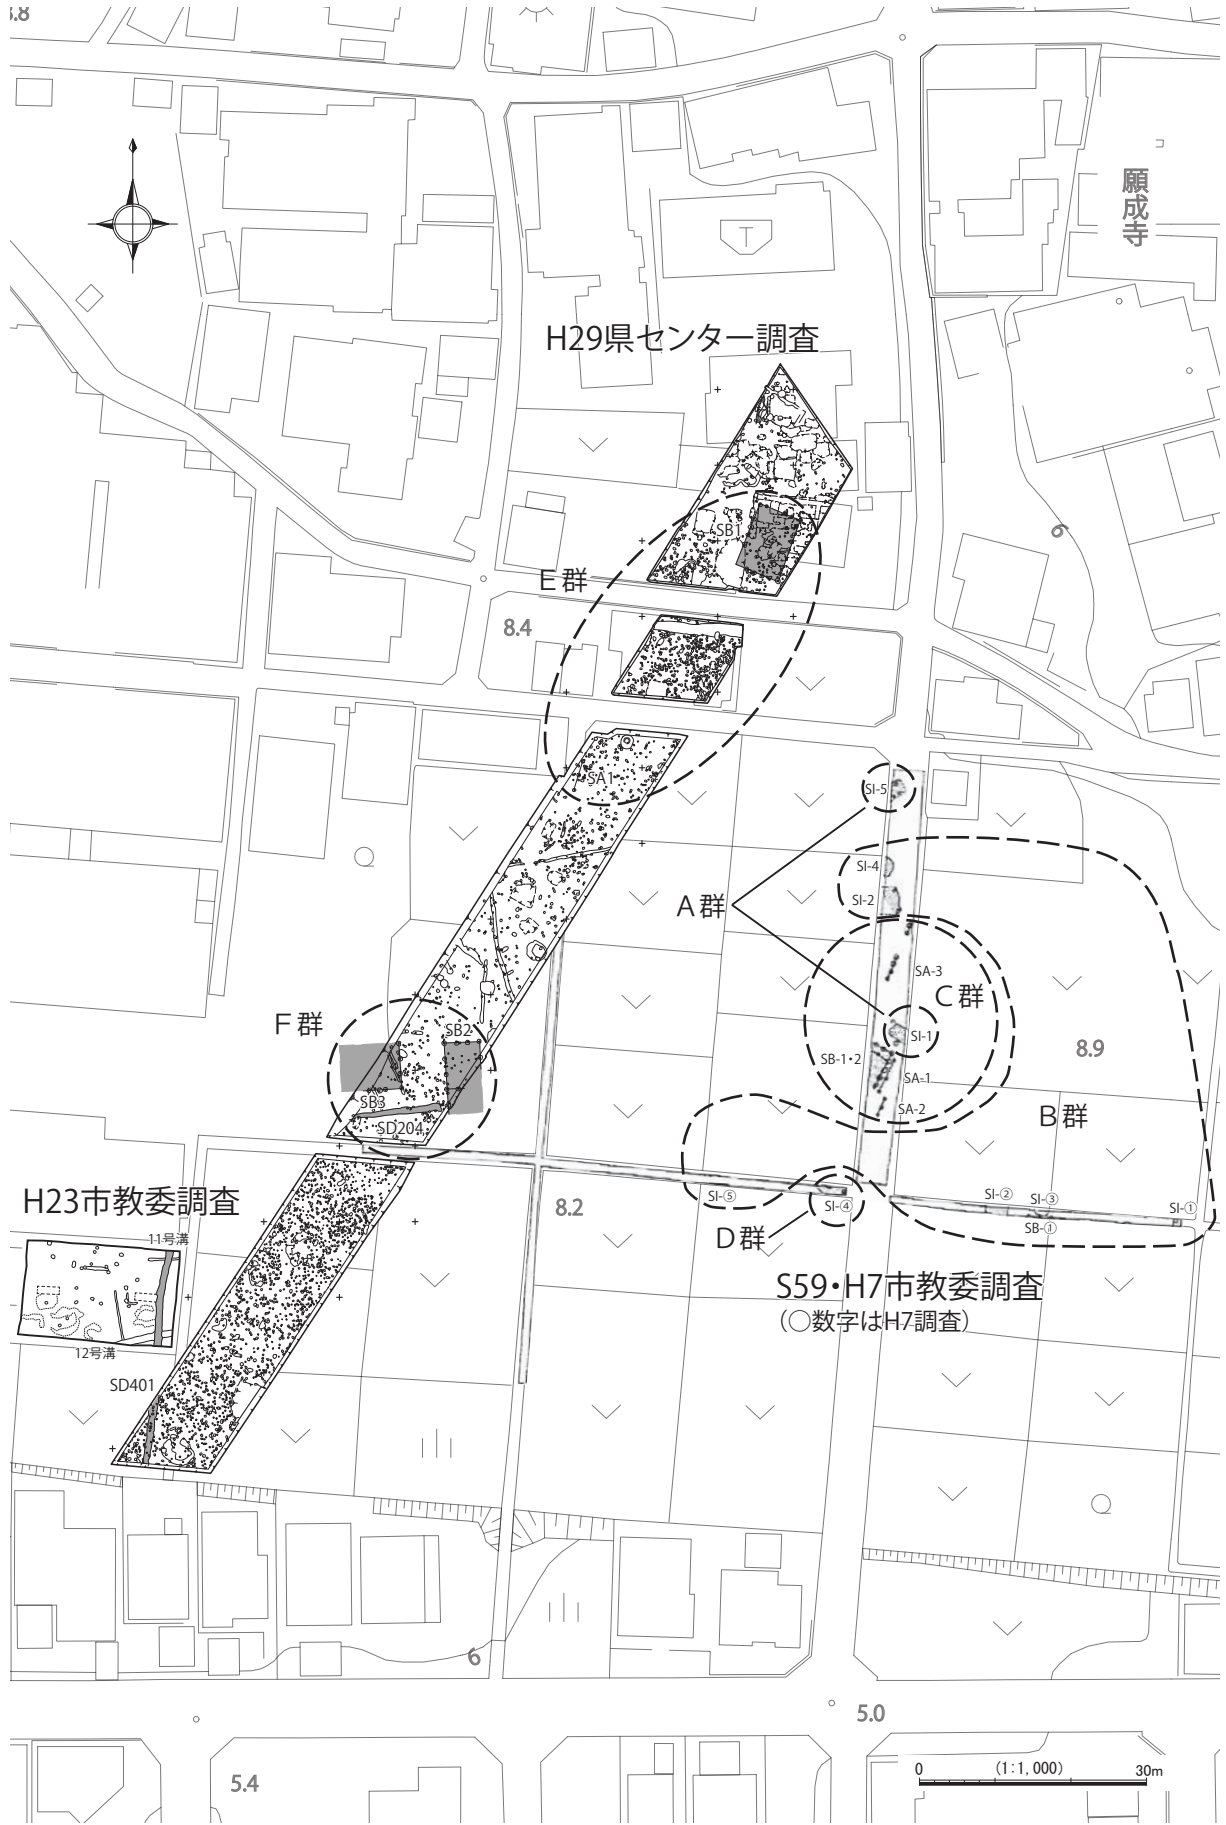 3.8
願成寺
H29県センター調査
SB1
E群
8.4
SA1
SI-5
SI-4
SI-2
A群
SA-3
C群
SI-1
SB-1・2
SA-1
SA-2
8.9
B群
F群
SB2
SB3
SD204
SI-⑤
SI-④
SI-②
SI-③
SI-①
SB-①
D群
8.2
H23市教委調査
11号溝
12号溝
SD401
S59・H7市教委調査
（○数字はH7調査）
6
6
5.0
5.4
0
(1:1,000)
30m